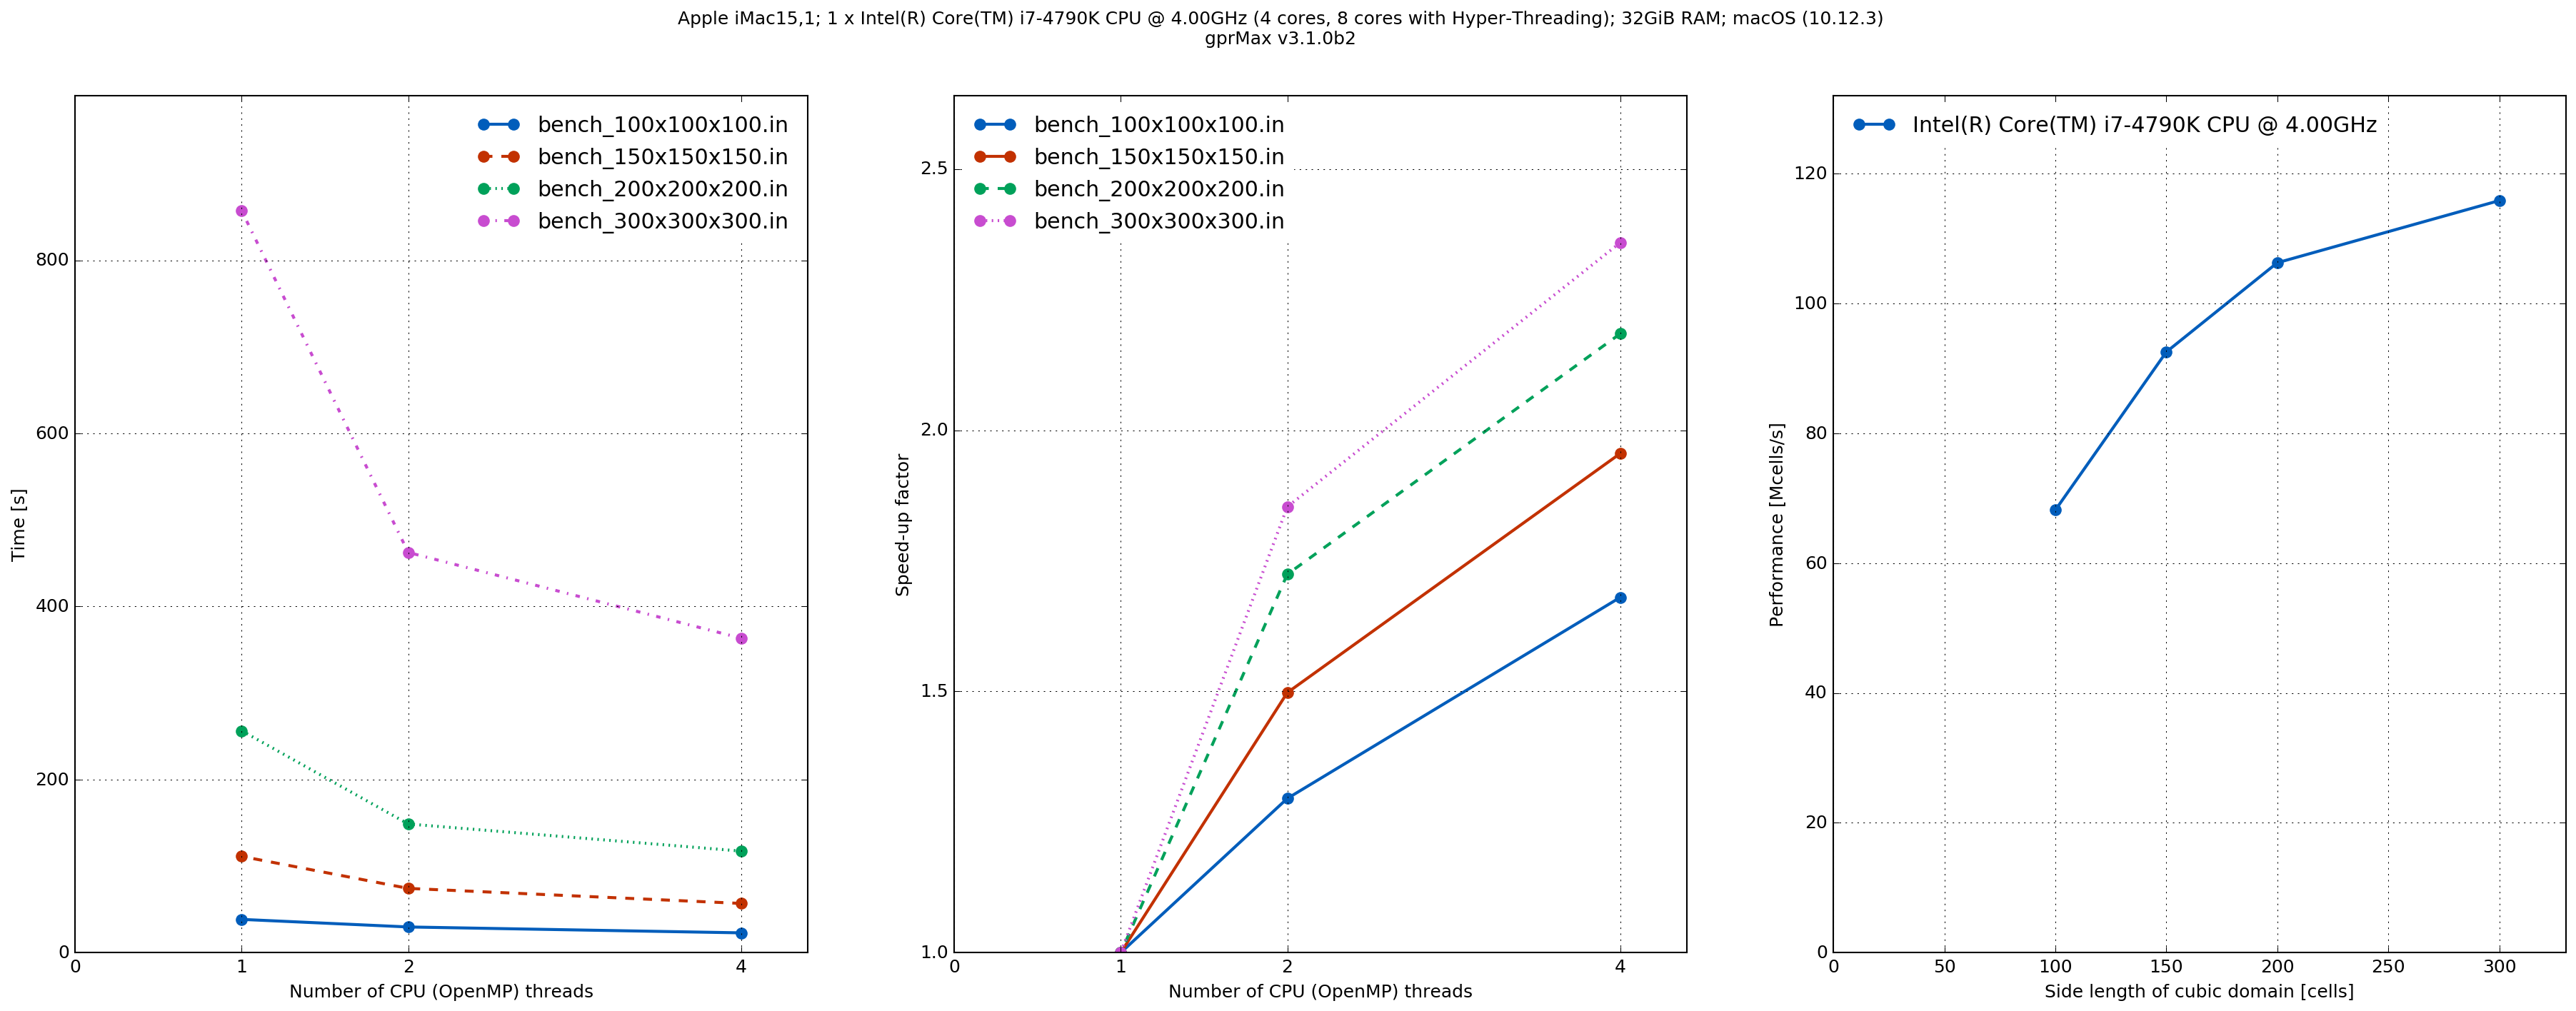 Apple iMac15,1; 1 x Intel(R) Core(TM) i7-4790K CPU @ 4.00GHz (4 cores, 8 cores with Hyper-Threading); 32GiB RAM; macOS (10.12.3)
gprMax v3.1.0b2
bench_100x100x100.in
bench_150x150x150.in
bench_200x200x200.in
bench_300x300x300.in
800
600
400
200
0
Time [s]
0 1 2 4
Number of CPU (OpenMP) threads
bench_100x100x100.in
bench_150x150x150.in
bench_200x200x200.in
bench_300x300x300.in
2.5
2.0
1.5
1.0
Speed-up factor
0 1 2 4
Number of CPU (OpenMP) threads
Intel(R) Core(TM) i7-4790K CPU @ 4.00GHz
120
100
80
60
40
20
0
Performance [Mcells/s]
0 50 100 150 200 250 300
Side length of cubic domain [cells]